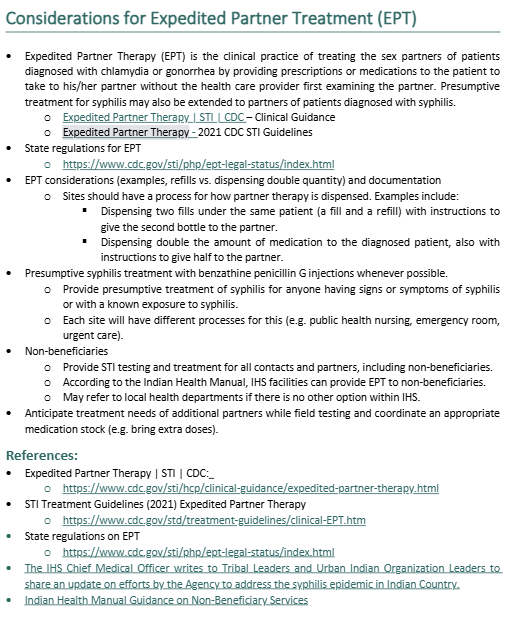 Considerations for Expedited Partner Treatment (EPT)
• Expedited Partner Therapy (EPT) is the clinical practice of treating the sex partners of patients
diagnosed with chlamydia or gonorrhea by providing prescriptions or medications to the patient to
take to his/her partner without the health care provider first examining the partner. Presumptive
treatment for syphilis may also be extended to partners of patients diagnosed with syphilis.
o Expedited Partner Therapy | STI | CDC – Clinical Guidance
o Expedited Partner Therapy - 2021 CDC STI Guidelines
• State regulations for EPT
o https://www.cdc.gov/sti/php/ept-legal-status/index.html
• EPT considerations (examples, refills vs. dispensing double quantity) and documentation
o Sites should have a process for how partner therapy is dispensed. Examples include:
▪ Dispensing two fills under the same patient (a fill and a refill) with instructions to
give the second bottle to the partner.
▪ Dispensing double the amount of medication to the diagnosed patient, also with
instructions to give half to the partner.
• Presumptive syphilis treatment with benzathine penicillin G injections whenever possible.
o Provide presumptive treatment of syphilis for anyone having signs or symptoms of syphilis
or with a known exposure to syphilis.
o Each site will have different processes for this (e.g. public health nursing, emergency room,
urgent care).
• Non-beneficiaries
o Provide STI testing and treatment for all contacts and partners, including non-beneficiaries.
o According to the Indian Health Manual, IHS facilities can provide EPT to non-beneficiaries.
o May refer to local health departments if there is no other option within IHS.
• Anticipate treatment needs of additional partners while field testing and coordinate an appropriate
medication stock (e.g. bring extra doses).
References:
• Expedited Partner Therapy | STI | CDC:_
o https://www.cdc.gov/sti/hcp/clinical-guidance/expedited-partner-therapy.html
• STI Treatment Guidelines (2021) Expedited Partner Therapy
o https://www.cdc.gov/std/treatment-guidelines/clinical-EPT.htm
• State regulations on EPT
o https://www.cdc.gov/sti/php/ept-legal-status/index.html
• The IHS Chief Medical Officer writes to Tribal Leaders and Urban Indian Organization Leaders to
share an update on efforts by the Agency to address the syphilis epidemic in Indian Country.
• Indian Health Manual Guidance on Non-Beneficiary Services